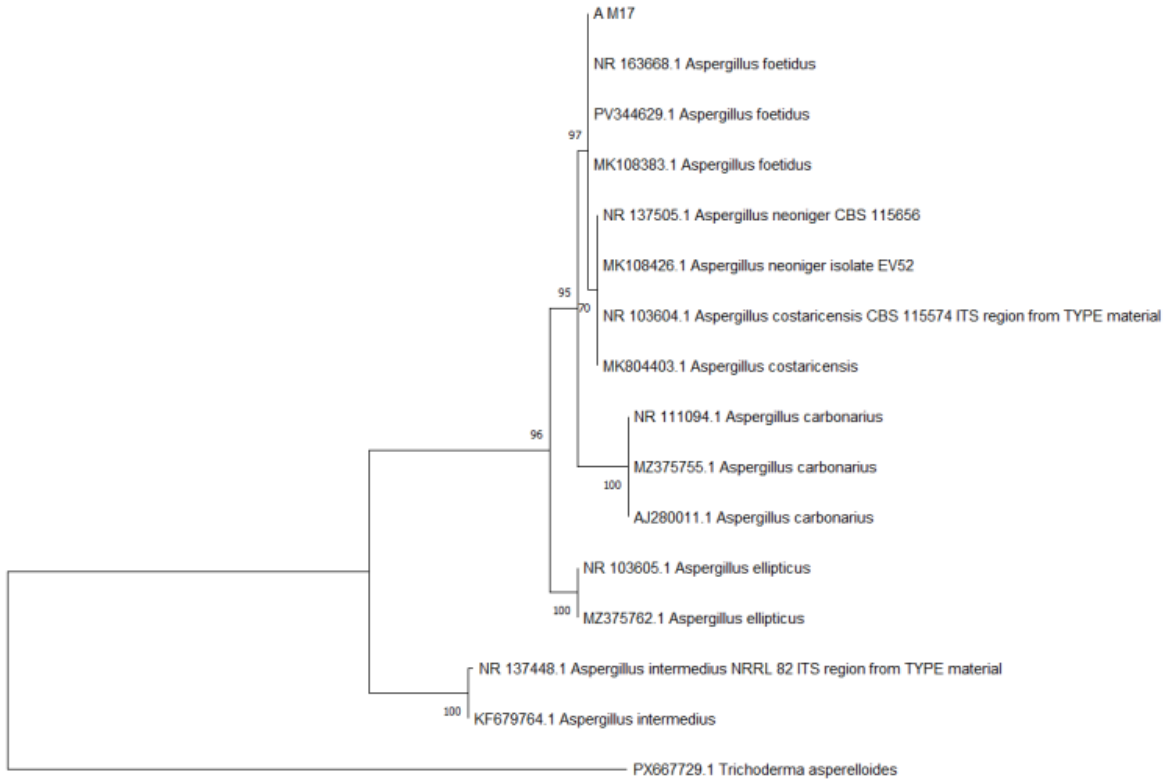 A M17
NR 163668.1 Aspergillus foetidus
PV344629.1 Aspergillus foetidus
97
MK108383.1 Aspergillus foetidus
NR 137505.1 Aspergillus neoniger CBS 115656
MK108426.1 Aspergillus neoniger isolate EV52
95
70
NR 103604.1 Aspergillus costaricensis CBS 115574 ITS region from TYPE material
MK804403.1 Aspergillus costaricensis
NR 111094.1 Aspergillus carbonarius
96
MZ375755.1 Aspergillus carbonarius
100
AJ280011.1 Aspergillus carbonarius
NR 103605.1 Aspergillus ellipticus
100
MZ375762.1 Aspergillus ellipticus
NR 137448.1 Aspergillus intermedius NRRL 82 ITS region from TYPE material
100
KF679764.1 Aspergillus intermedius
PX667729.1 Trichoderma asperelloides